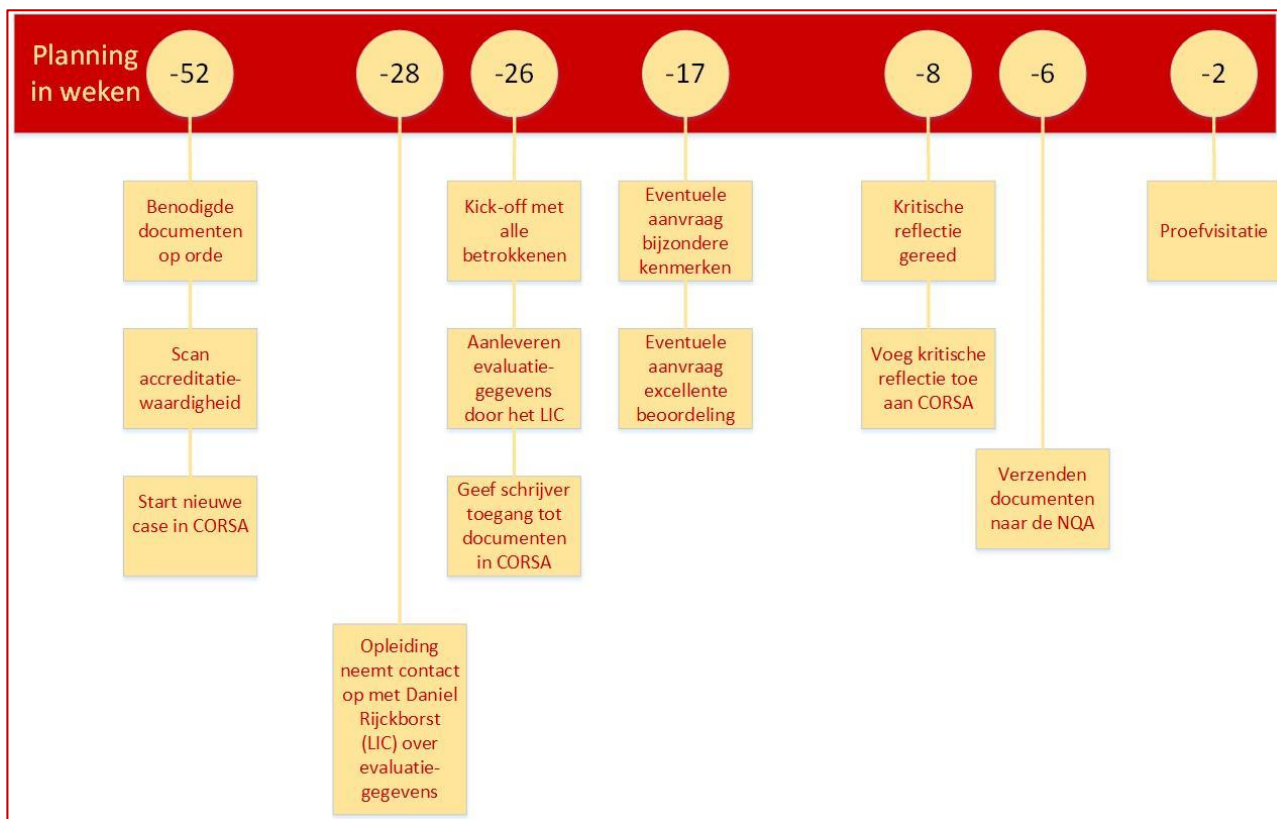 Planning
in weken
-52
-28
-26
-17
-8
-6
-2
Benodigde
documenten
op orde
Scan
accreditatie-
waardigheid
Start nieuwe
case in CORSA
Opleiding
neemt contact
op met Daniel
Rijckborst
(LIC) over
evaluatie-
gegevens
Kick-off met
alle
betrokkenen
Aanleveren
evaluatie-
gegevens
door het LIC
Geef schrijver
toegang tot
documenten
in CORSA
Eventuele
aanvraag
bijzondere
kenmerken
Eventuele
aanvraag
excellente
beoordeling
Kritische
reflectie
gereed
Voeg kritische
reflectie toe
aan CORSA
Verzenden
documenten
naar de NQA
Proefvisitatie